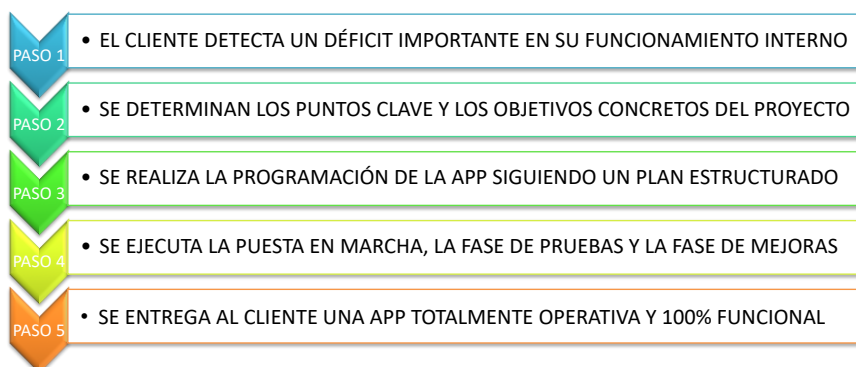 PASO 1
• EL CLIENTE DETECTA UN DÉFICIT IMPORTANTE EN SU FUNCIONAMIENTO INTERNO
PASO 2
• SE DETERMINAN LOS PUNTOS CLAVE Y LOS OBJETIVOS CONCRETOS DEL PROYECTO
PASO 3
• SE REALIZA LA PROGRAMACIÓN DE LA APP SIGUIENDO UN PLAN ESTRUCTURADO
PASO 4
• SE EJECUTA LA PUESTA EN MARCHA, LA FASE DE PRUEBAS Y LA FASE DE MEJORAS
PASO 5
• SE ENTREGA AL CLIENTE UNA APP TOTALMENTE OPERATIVA Y 100% FUNCIONAL